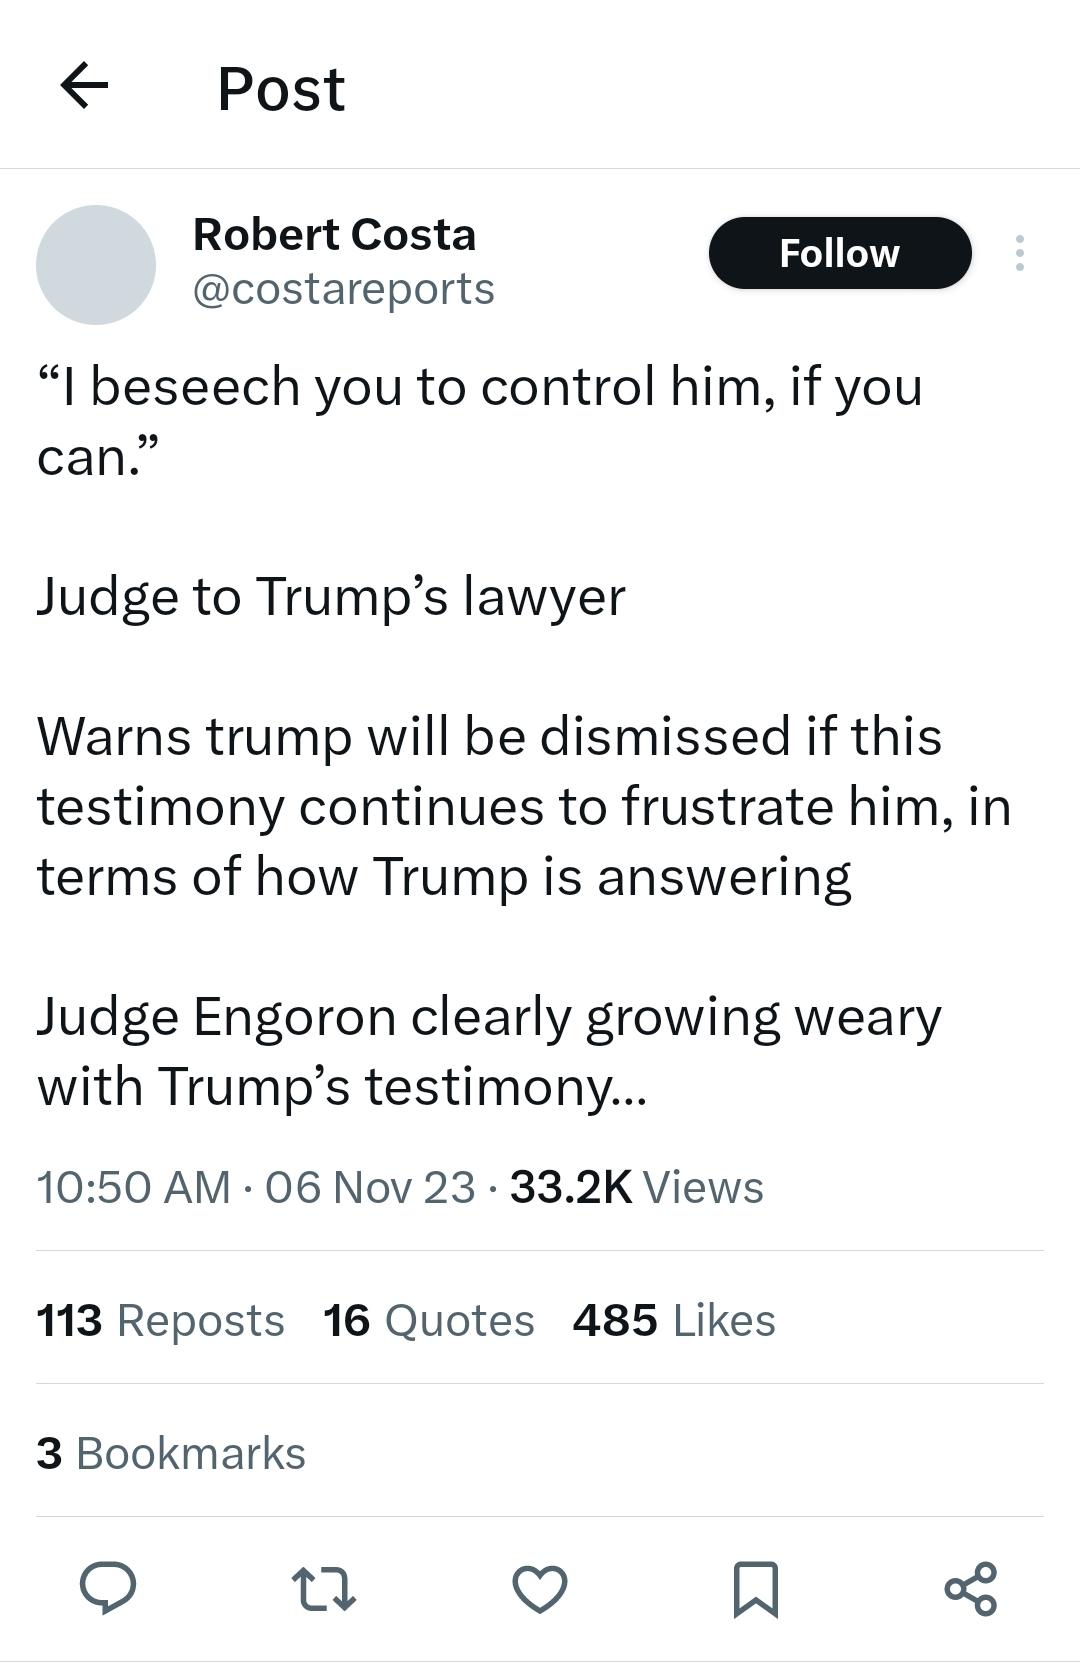 Post
Robert Costa
@costareports
Follow
“I beseech you to control him, if you
can.”
Judge to Trump’s lawyer
Warns trump will be dismissed if this
testimony continues to frustrate him, in
terms of how Trump is answering
Judge Engoron clearly growing weary
with Trump’s testimony...
10:50 AM · 06 Nov 23 · 33.2K Views
113 Reposts 16 Quotes 485 Likes
3 Bookmarks